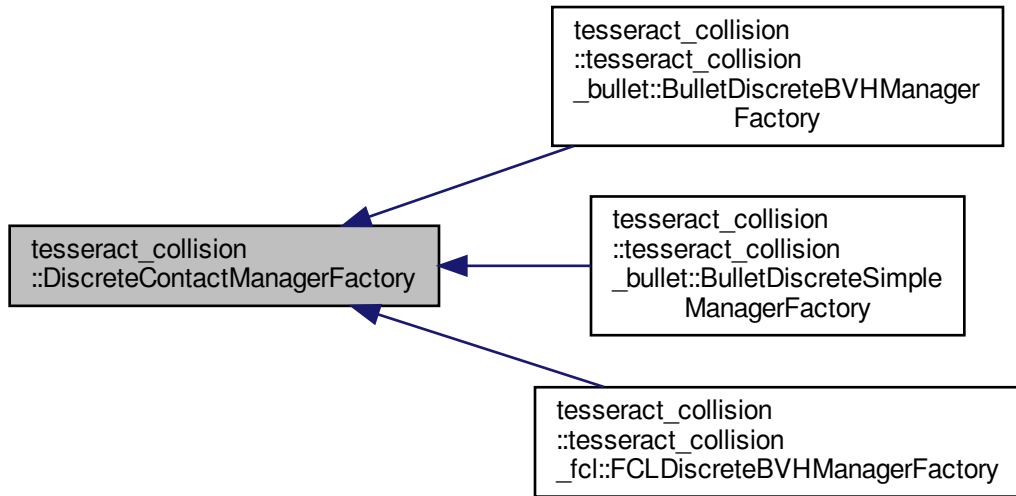 tesseract_collision
::tesseract_collision
_bullet::BulletDiscreteBVHManager
Factory
tesseract_collision
::DiscreteContactManagerFactory
tesseract_collision
::tesseract_collision
_bullet::BulletDiscreteSimple
ManagerFactory
tesseract_collision
::tesseract_collision
_fcl::FCLDiscreteBVHManagerFactory